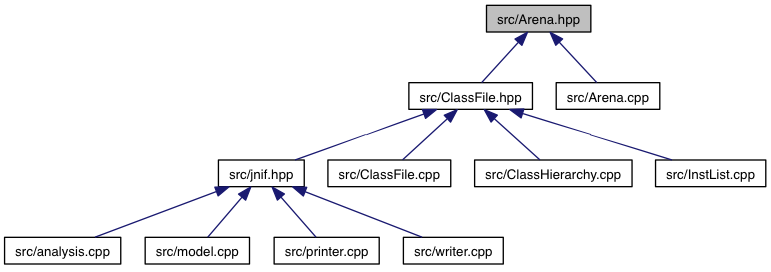 src/Arena.hpp
src/ClassFile.hpp
src/Arena.cpp
src/jnif.hpp
src/ClassFile.cpp
src/ClassHierarchy.cpp
src/InstList.cpp
src/analysis.cpp
src/model.cpp
src/printer.cpp
src/writer.cpp